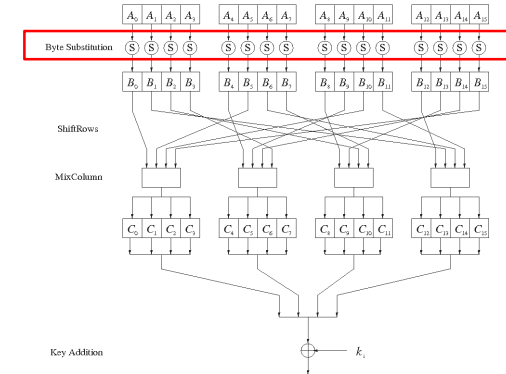 A₀ A₁ A₂ A₃ A₄ A₅ A₆ A₇ A₈ A₉ A₁₀ A₁₁ A₁₂ A₁₃ A₁₄ A₁₅
Byte Substitution S S S S S S S S S S S S S S S S
B₀ B₁ B₂ B₃ B₄ B₅ B₆ B₇ B₈ B₉ B₁₀ B₁₁ B₁₂ B₁₃ B₁₄ B₁₅
ShiftRows
MixColumn
C₀ C₁ C₂ C₃ C₄ C₅ C₆ C₇ C₈ C₉ C₁₀ C₁₁ C₁₂ C₁₃ C₁₄ C₁₅
Key Addition kᵢ